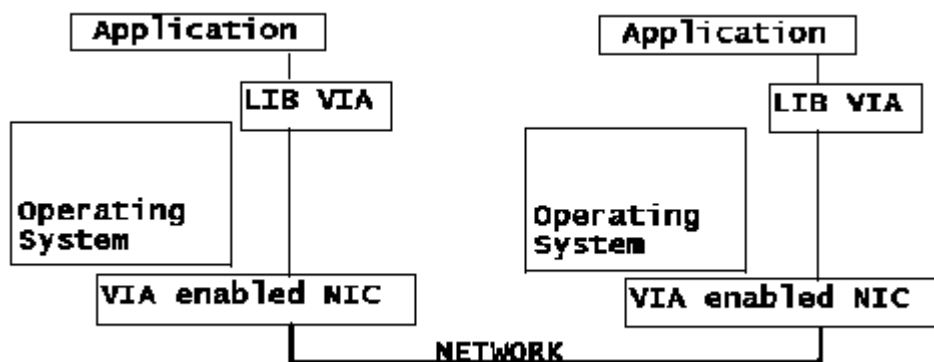 Application
LIB VIA
Operating
System
VIA enabled NIC
Application
LIB VIA
Operating
System
VIA enabled NIC
NETWORK